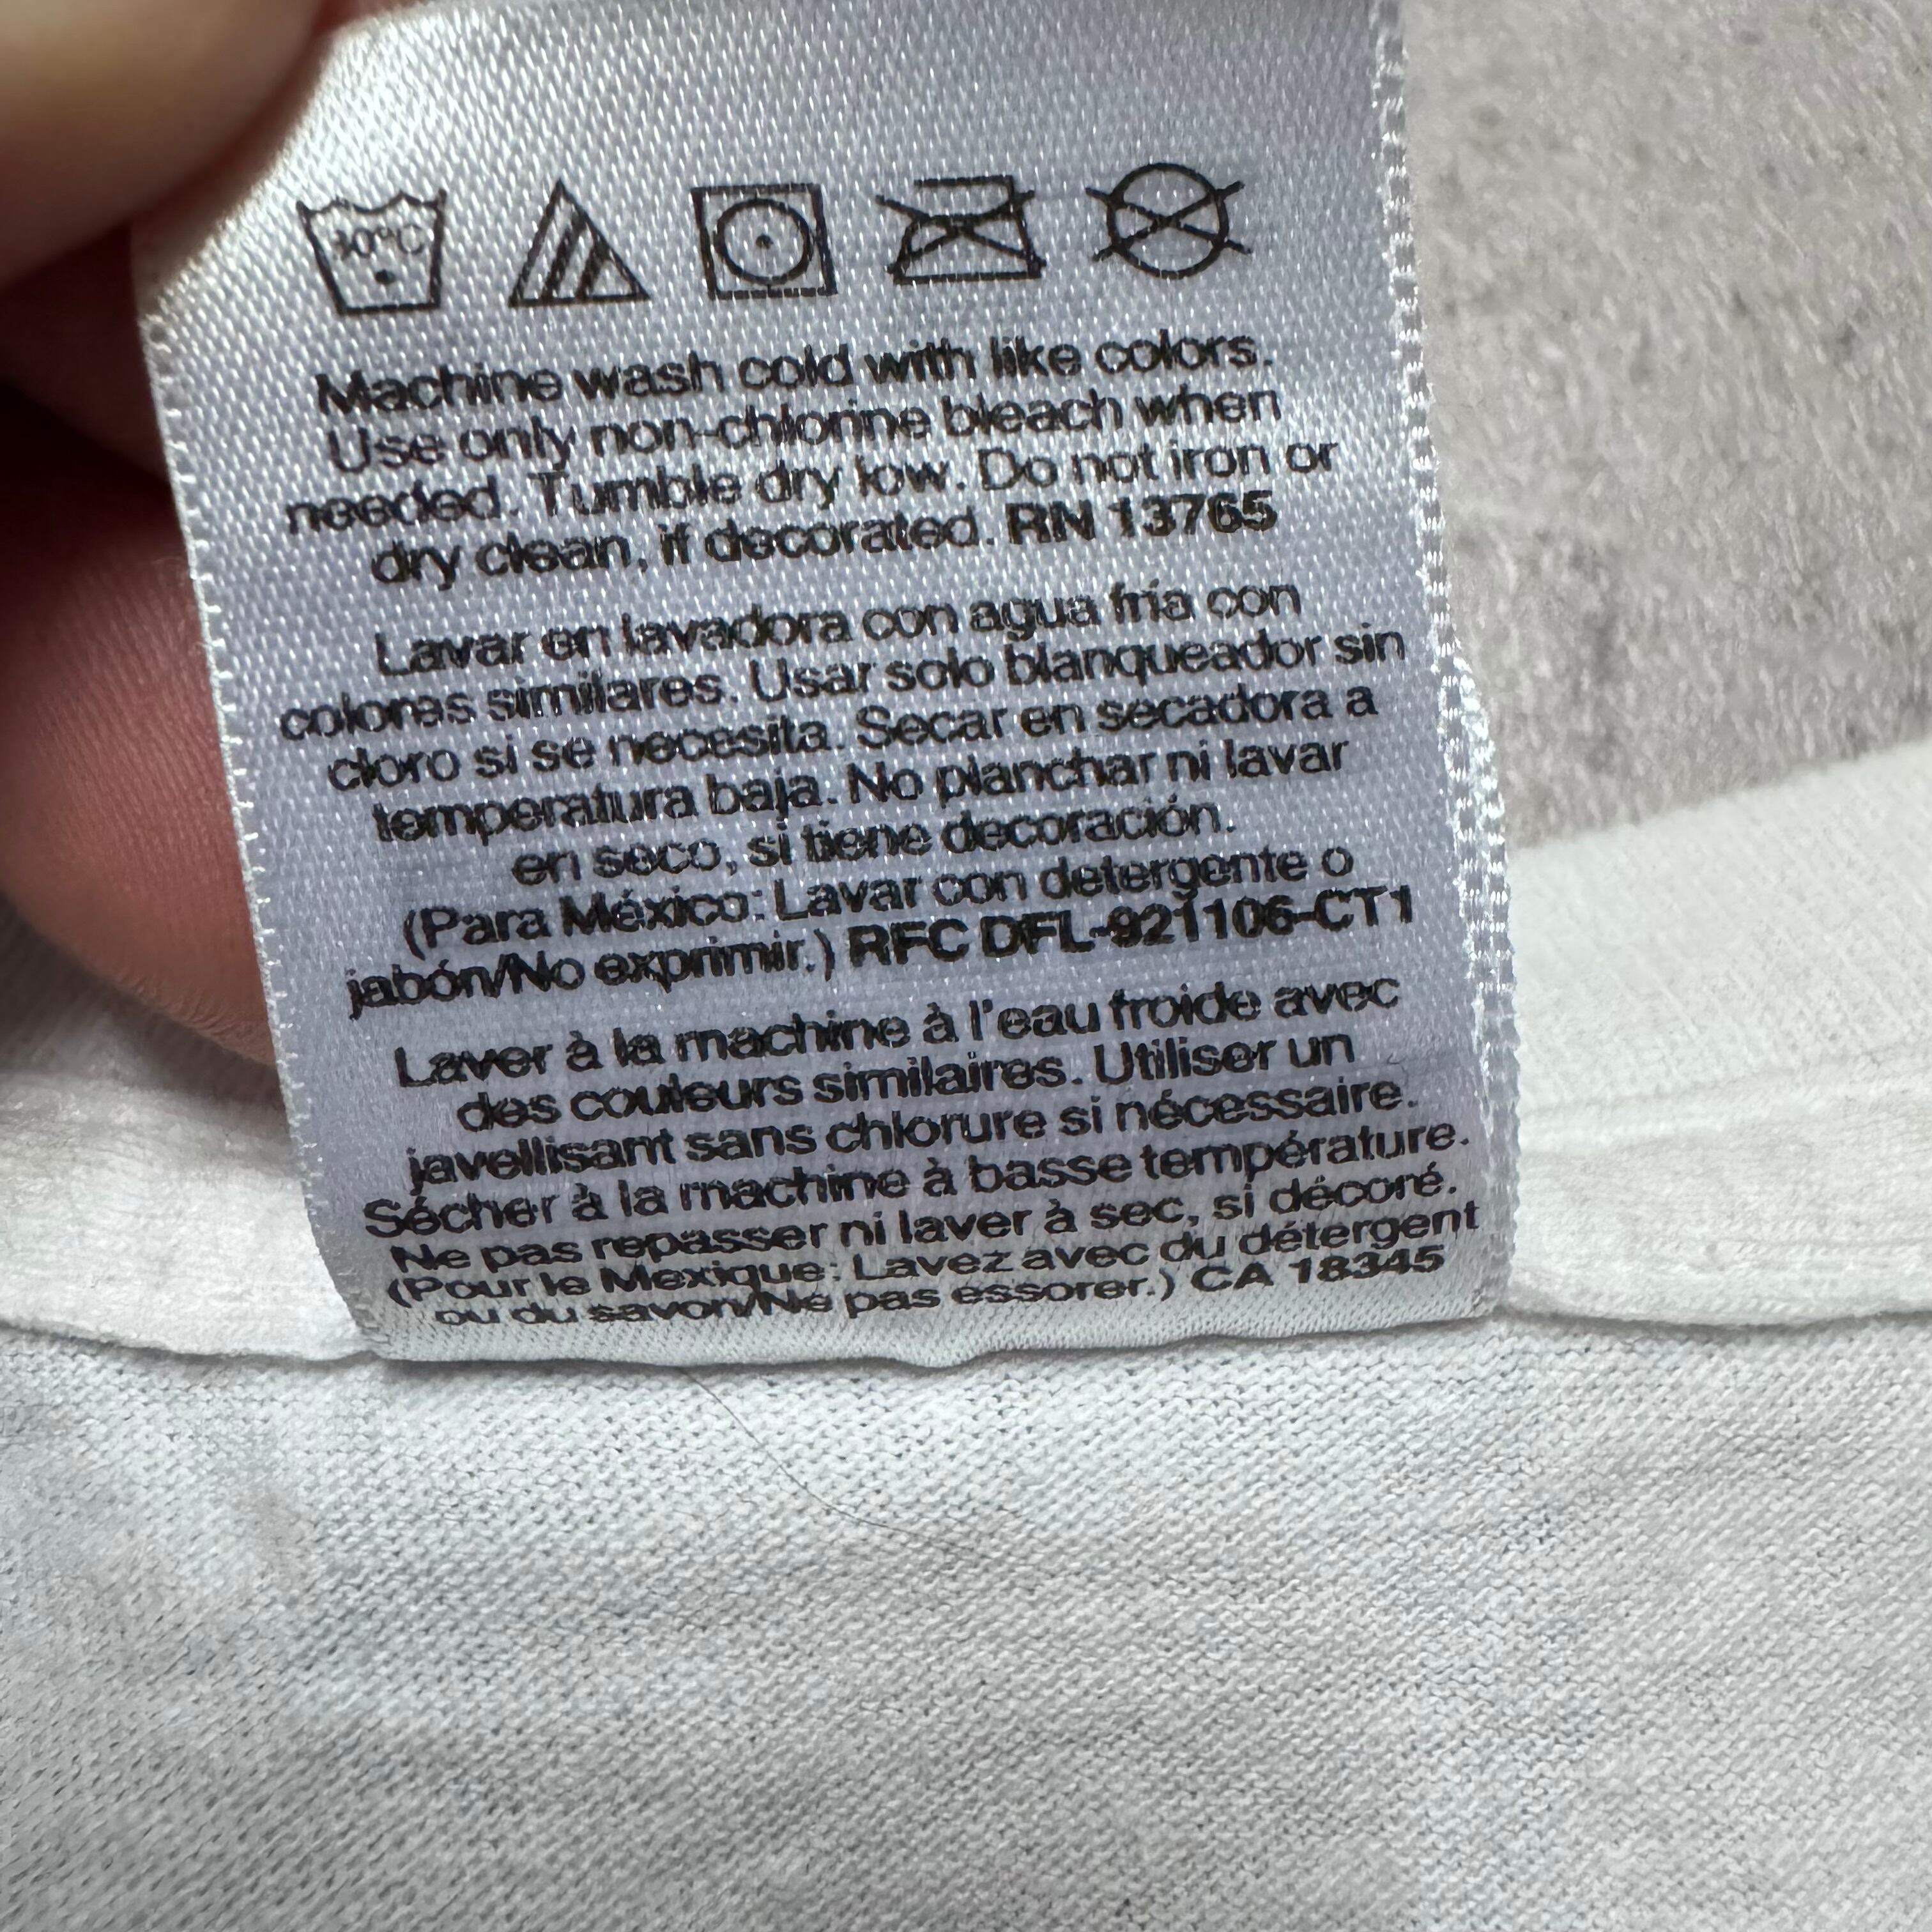 30°C
Machine wash cold with like colors.
Use only non-chlorine bleach when
needed. Tumble dry low. Do not iron or
dry clean, if decorated. RN 13765
Lavar en lavadora con agua fría con
colores similares. Usar solo blanqueador sin
cloro si se necesita. Secar en secadora a
temperatura baja. No planchar ni lavar
en seco, si tiene decoración.
(Para México: Lavar con detergente o
jabón/No exprimir.) RFC DFL-921106-CT1
Laver à la machine à l'eau froide avec
des couleurs similaires. Utiliser un
javellisant sans chlorure si nécessaire.
Sécher à la machine à basse température.
Ne pas repasser ni laver à sec, si décoré.
(Pour le Mexique: Lavez avec du détergent
ou du savon/Ne pas essorer.) CA 18345